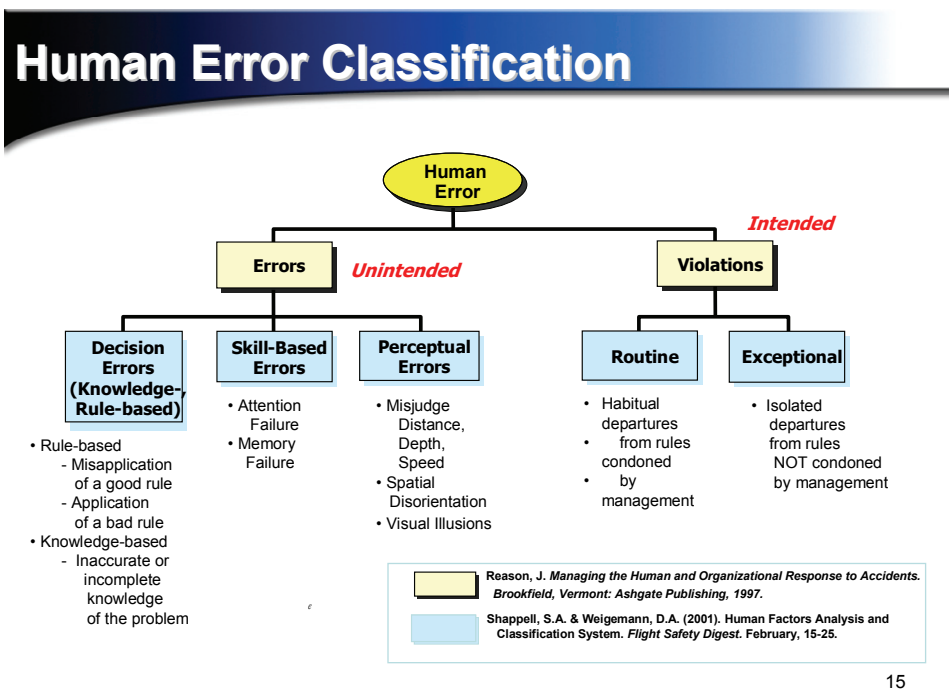 Human Error Classification
Human
Error
Intended
Errors
Unintended
Violations
Decision
Errors
(Knowledge-,
Rule-based)
Skill-Based
Errors
Perceptual
Errors
Routine
Exceptional
• Rule-based
- Misapplication
of a good rule
- Application
of a bad rule
• Knowledge-based
- Inaccurate or
incomplete
knowledge
of the problem
• Attention
Failure
• Memory
Failure
• Misjudge
Distance,
Depth,
Speed
• Spatial
Disorientation
• Visual Illusions
• Habitual
departures
• from rules
condoned
• by
management
• Isolated
departures
from rules
NOT condoned
by management
e
Reason, J. Managing the Human and Organizational Response to Accidents.
Brookfield, Vermont: Ashgate Publishing, 1997.
Shappell, S.A. & Weigemann, D.A. (2001). Human Factors Analysis and
Classification System. Flight Safety Digest. February, 15-25.
15